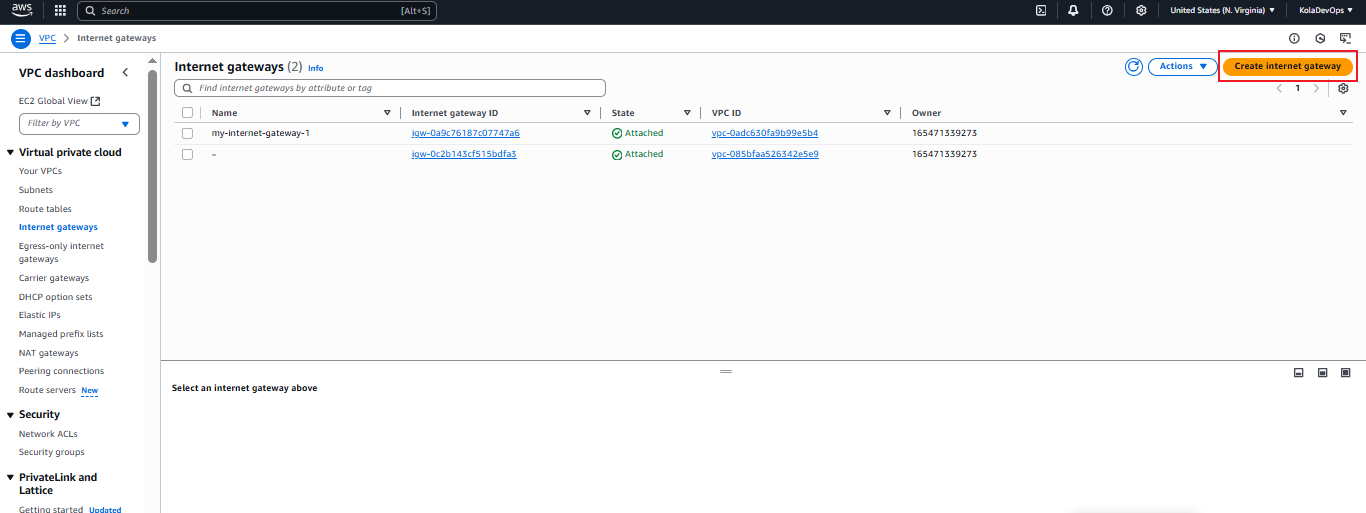 aws Search [Alt+S] United States (N. Virginia) KolaDevOps
VPC Internet gateways
VPC dashboard
EC2 Global View
Filter by VPC
Virtual private cloud
Your VPCs
Subnets
Route tables
Internet gateways
Egress-only internet
gateways
Carrier gateways
DHCP option sets
Elastic IPs
Managed prefix lists
NAT gateways
Peering connections
Route servers New
Security
Network ACLs
Security groups
PrivateLink and
Lattice
Getting started Updated
Internet gateways (2) Info Actions Create internet gateway
Find internet gateways by attribute or tag 1
Name Internet gateway ID State VPC ID Owner
my-internet-gateway-1 igw-0a9c76187c07747a6 Attached vpc-0adc630fa9b99e5b4 165471339273
– igw-0c2b143cf515bdfa3 Attached vpc-085bfaa526342e5e9 165471339273
Select an internet gateway above